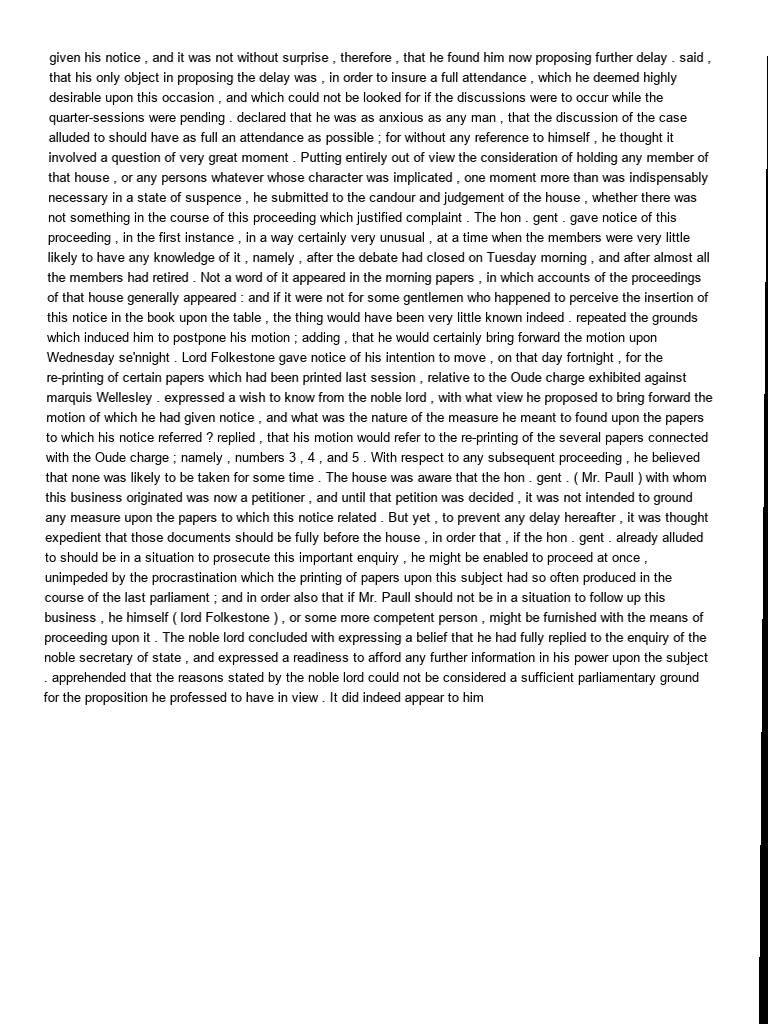 given his notice , and it was not without surprise , therefore , that he found him now proposing further delay . said ,
that his only object in proposing the delay was , in order to insure a full attendance , which he deemed highly
desirable upon this occasion , and which could not be looked for if the discussions were to occur while the
quarter-sessions were pending . declared that he was as anxious as any man , that the discussion of the case
alluded to should have as full an attendance as possible ; for without any reference to himself , he thought it
involved a question of very great moment . Putting entirely out of view the consideration of holding any member of
that house , or any persons whatever whose character was implicated , one moment more than was indispensably
necessary in a state of suspence , he submitted to the candour and judgement of the house , whether there was
not something in the course of this proceeding which justified complaint . The hon . gent . gave notice of this
proceeding , in the first instance , in a way certainly very unusual , at a time when the members were very little
likely to have any knowledge of it , namely , after the debate had closed on Tuesday morning , and after almost all
the members had retired . Not a word of it appeared in the morning papers , in which accounts of the proceedings
of that house generally appeared : and if it were not for some gentlemen who happened to perceive the insertion of
this notice in the book upon the table , the thing would have been very little known indeed . repeated the grounds
which induced him to postpone his motion ; adding , that he would certainly bring forward the motion upon
Wednesday se'nnight . Lord Folkestone gave notice of his intention to move , on that day fortnight , for the
re-printing of certain papers which had been printed last session , relative to the Oude charge exhibited against
marquis Wellesley . expressed a wish to know from the noble lord , with what view he proposed to bring forward the
motion of which he had given notice , and what was the nature of the measure he meant to found upon the papers
to which his notice referred ? replied , that his motion would refer to the re-printing of the several papers connected
with the Oude charge ; namely , numbers 3 , 4 , and 5 . With respect to any subsequent proceeding , he believed
that none was likely to be taken for some time . The house was aware that the hon . gent . ( Mr. Paull ) with whom
this business originated was now a petitioner , and until that petition was decided , it was not intended to ground
any measure upon the papers to which this notice related . But yet , to prevent any delay hereafter , it was thought
expedient that those documents should be fully before the house , in order that , if the hon . gent . already alluded
to should be in a situation to prosecute this important enquiry , he might be enabled to proceed at once ,
unimpeded by the procrastination which the printing of papers upon this subject had so often produced in the
course of the last parliament ; and in order also that if Mr. Paull should not be in a situation to follow up this
business , he himself ( lord Folkestone ) , or some more competent person , might be furnished with the means of
proceeding upon it . The noble lord concluded with expressing a belief that he had fully replied to the enquiry of the
noble secretary of state , and expressed a readiness to afford any further information in his power upon the subject
. apprehended that the reasons stated by the noble lord could not be considered a sufficient parliamentary ground
for the proposition he professed to have in view . It did indeed appear to him